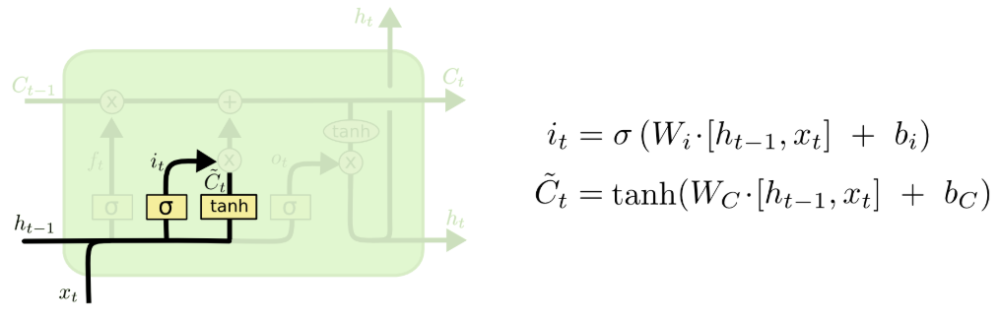 h_t
C_{t-1} C_t
x +
tanh
f_t i_t o_t x x
C̃_t
σ σ tanh σ
h_{t-1} h_t
x_t
i_t = σ (W_i·[h_{t-1}, x_t] + b_i)
C̃_t = tanh(W_C·[h_{t-1}, x_t] + b_C)